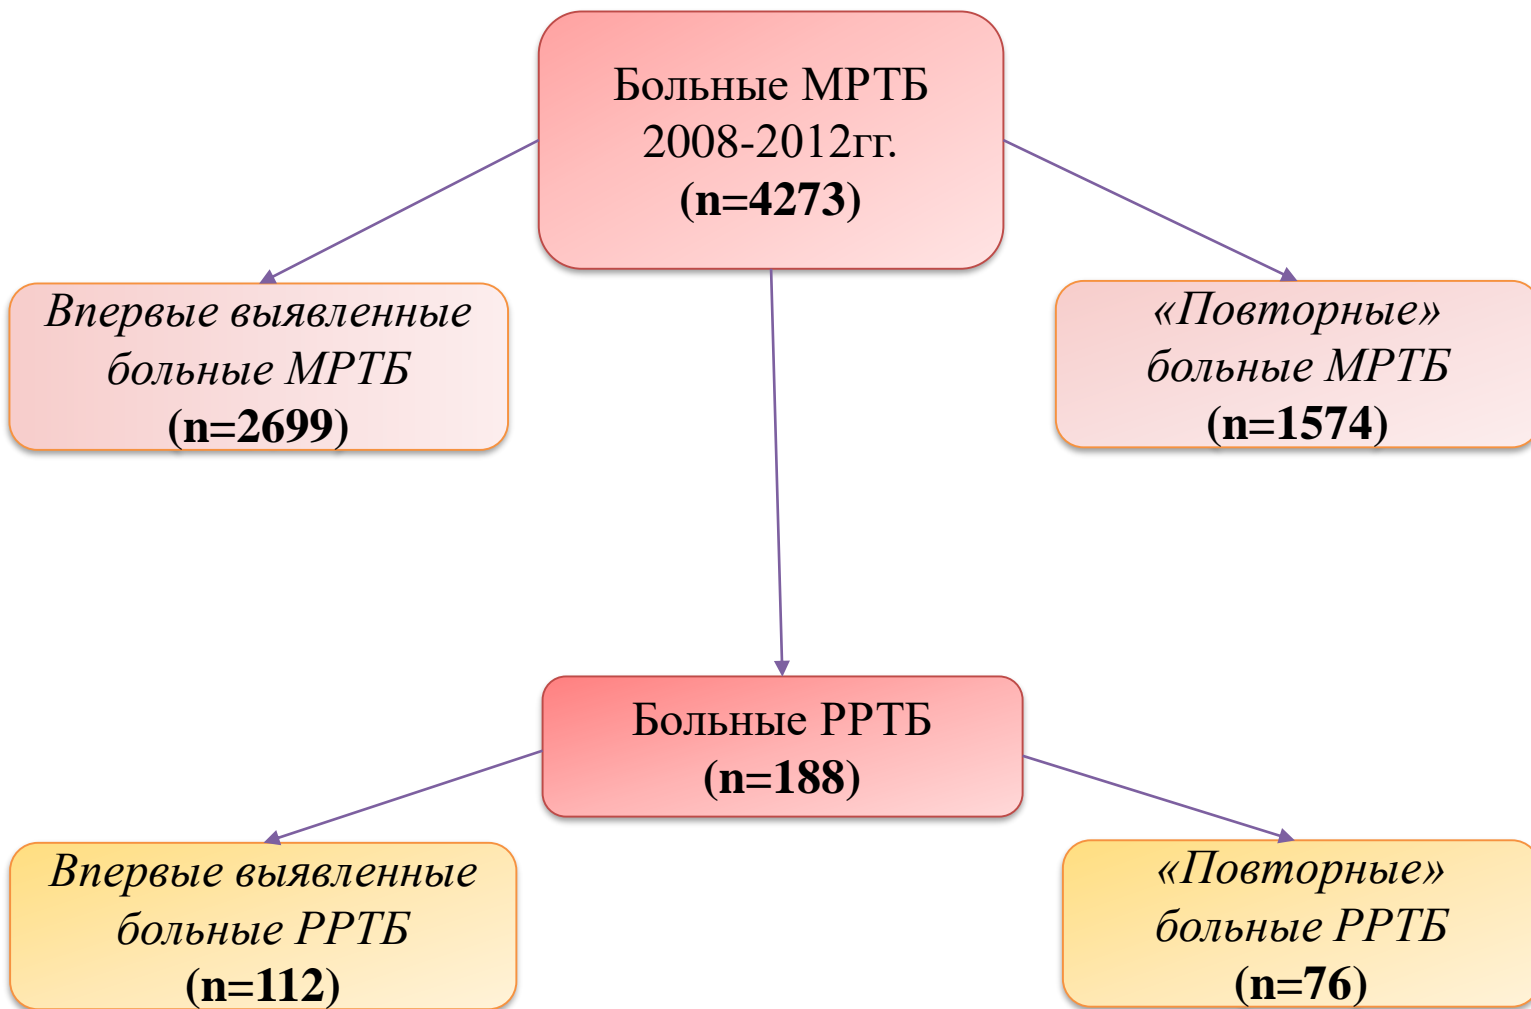 Больные МРТБ
2008-2012гг.
(n=4273)
Впервые выявленные
больные МРТБ
(n=2699)
«Повторные»
больные МРТБ
(n=1574)
Больные РРТБ
(n=188)
Впервые выявленные
больные РРТБ
(n=112)
«Повторные»
больные РРТБ
(n=76)